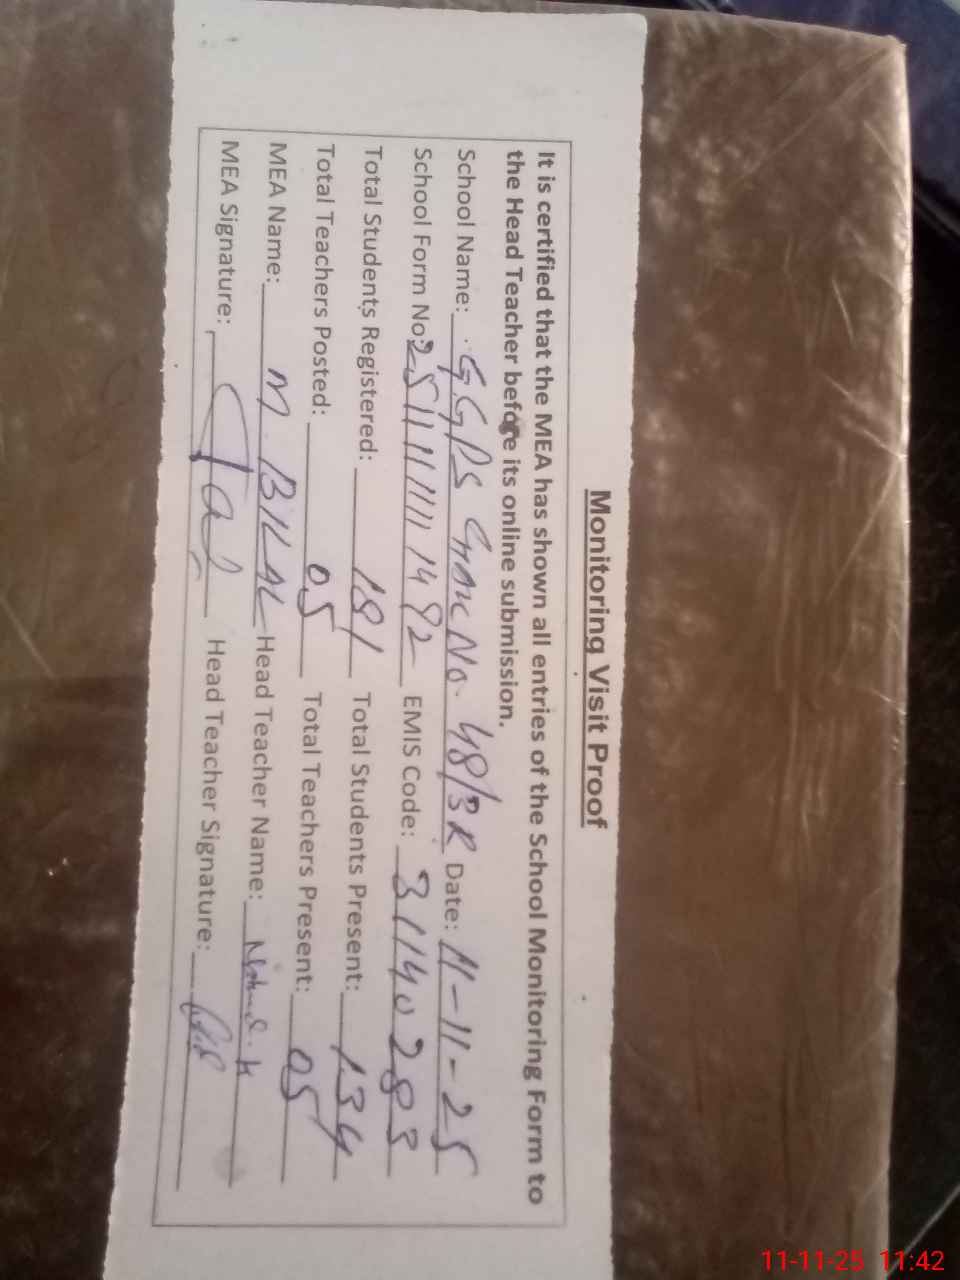 Monitoring Visit Proof
It is certified that the MEA has shown all entries of the School Monitoring Form to
the Head Teacher before its online submission.
School Name: G.G.P.S CHAK No. 48/3R Date: 11-11-25
School Form No: EMIS Code: 31140283
Total Students Registered: 181 Total Students Present: 134
Total Teachers Posted: 05 Total Teachers Present: 05
MEA Name: M. BILAL Head Teacher Name:
MEA Signature: Head Teacher Signature:
11-11-25 11:42